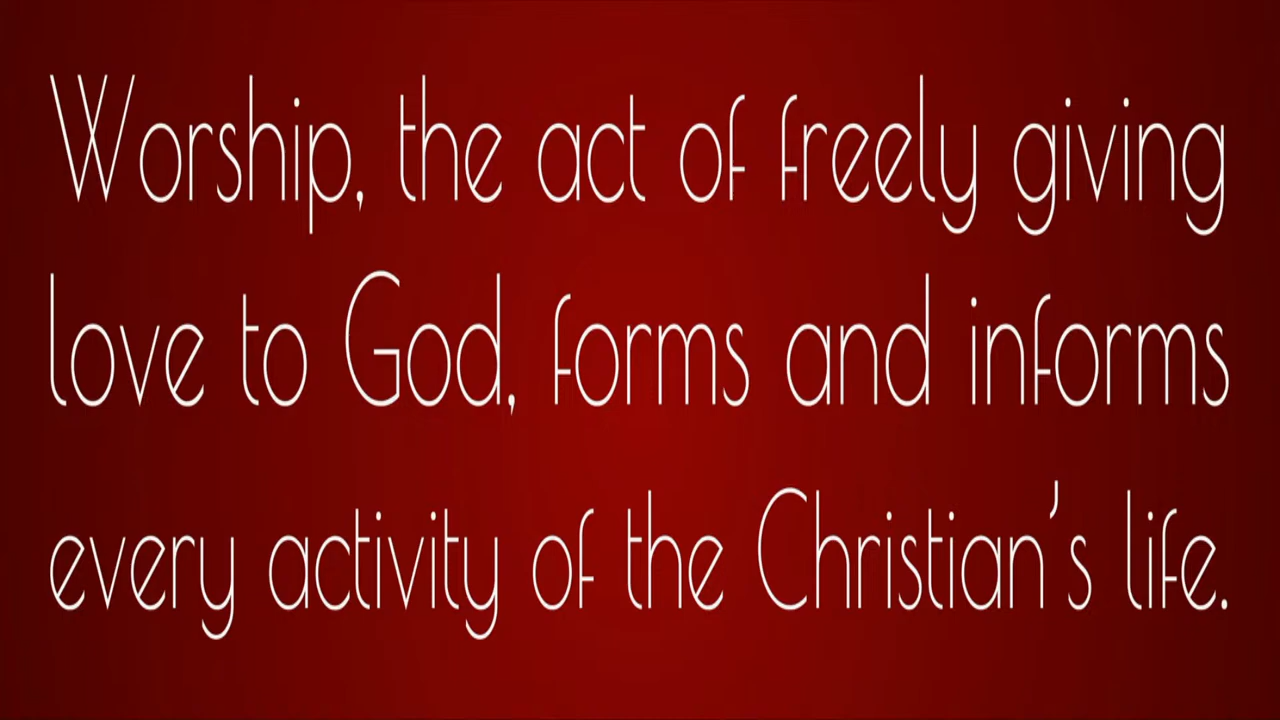 Worship, the act of freely giving
love to God, forms and informs
every activity of the Christian's life.